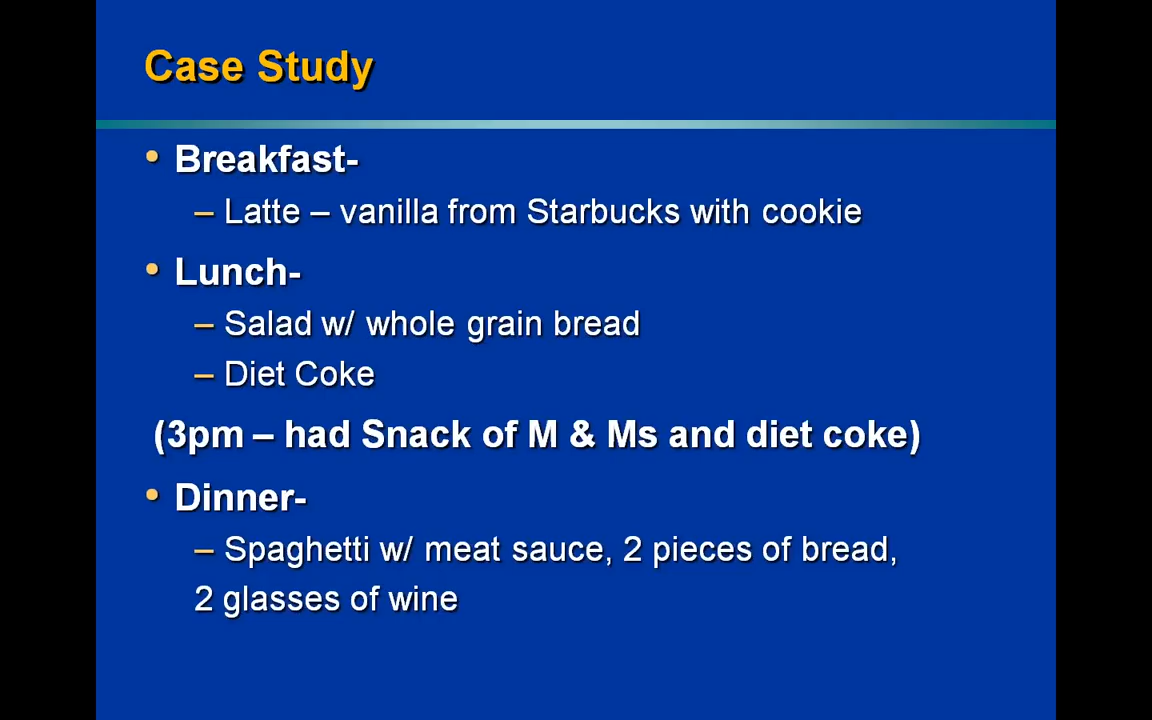 Case Study
• Breakfast-
– Latte – vanilla from Starbucks with cookie
• Lunch-
– Salad w/ whole grain bread
– Diet Coke
(3pm – had Snack of M & Ms and diet coke)
• Dinner-
– Spaghetti w/ meat sauce, 2 pieces of bread,
2 glasses of wine